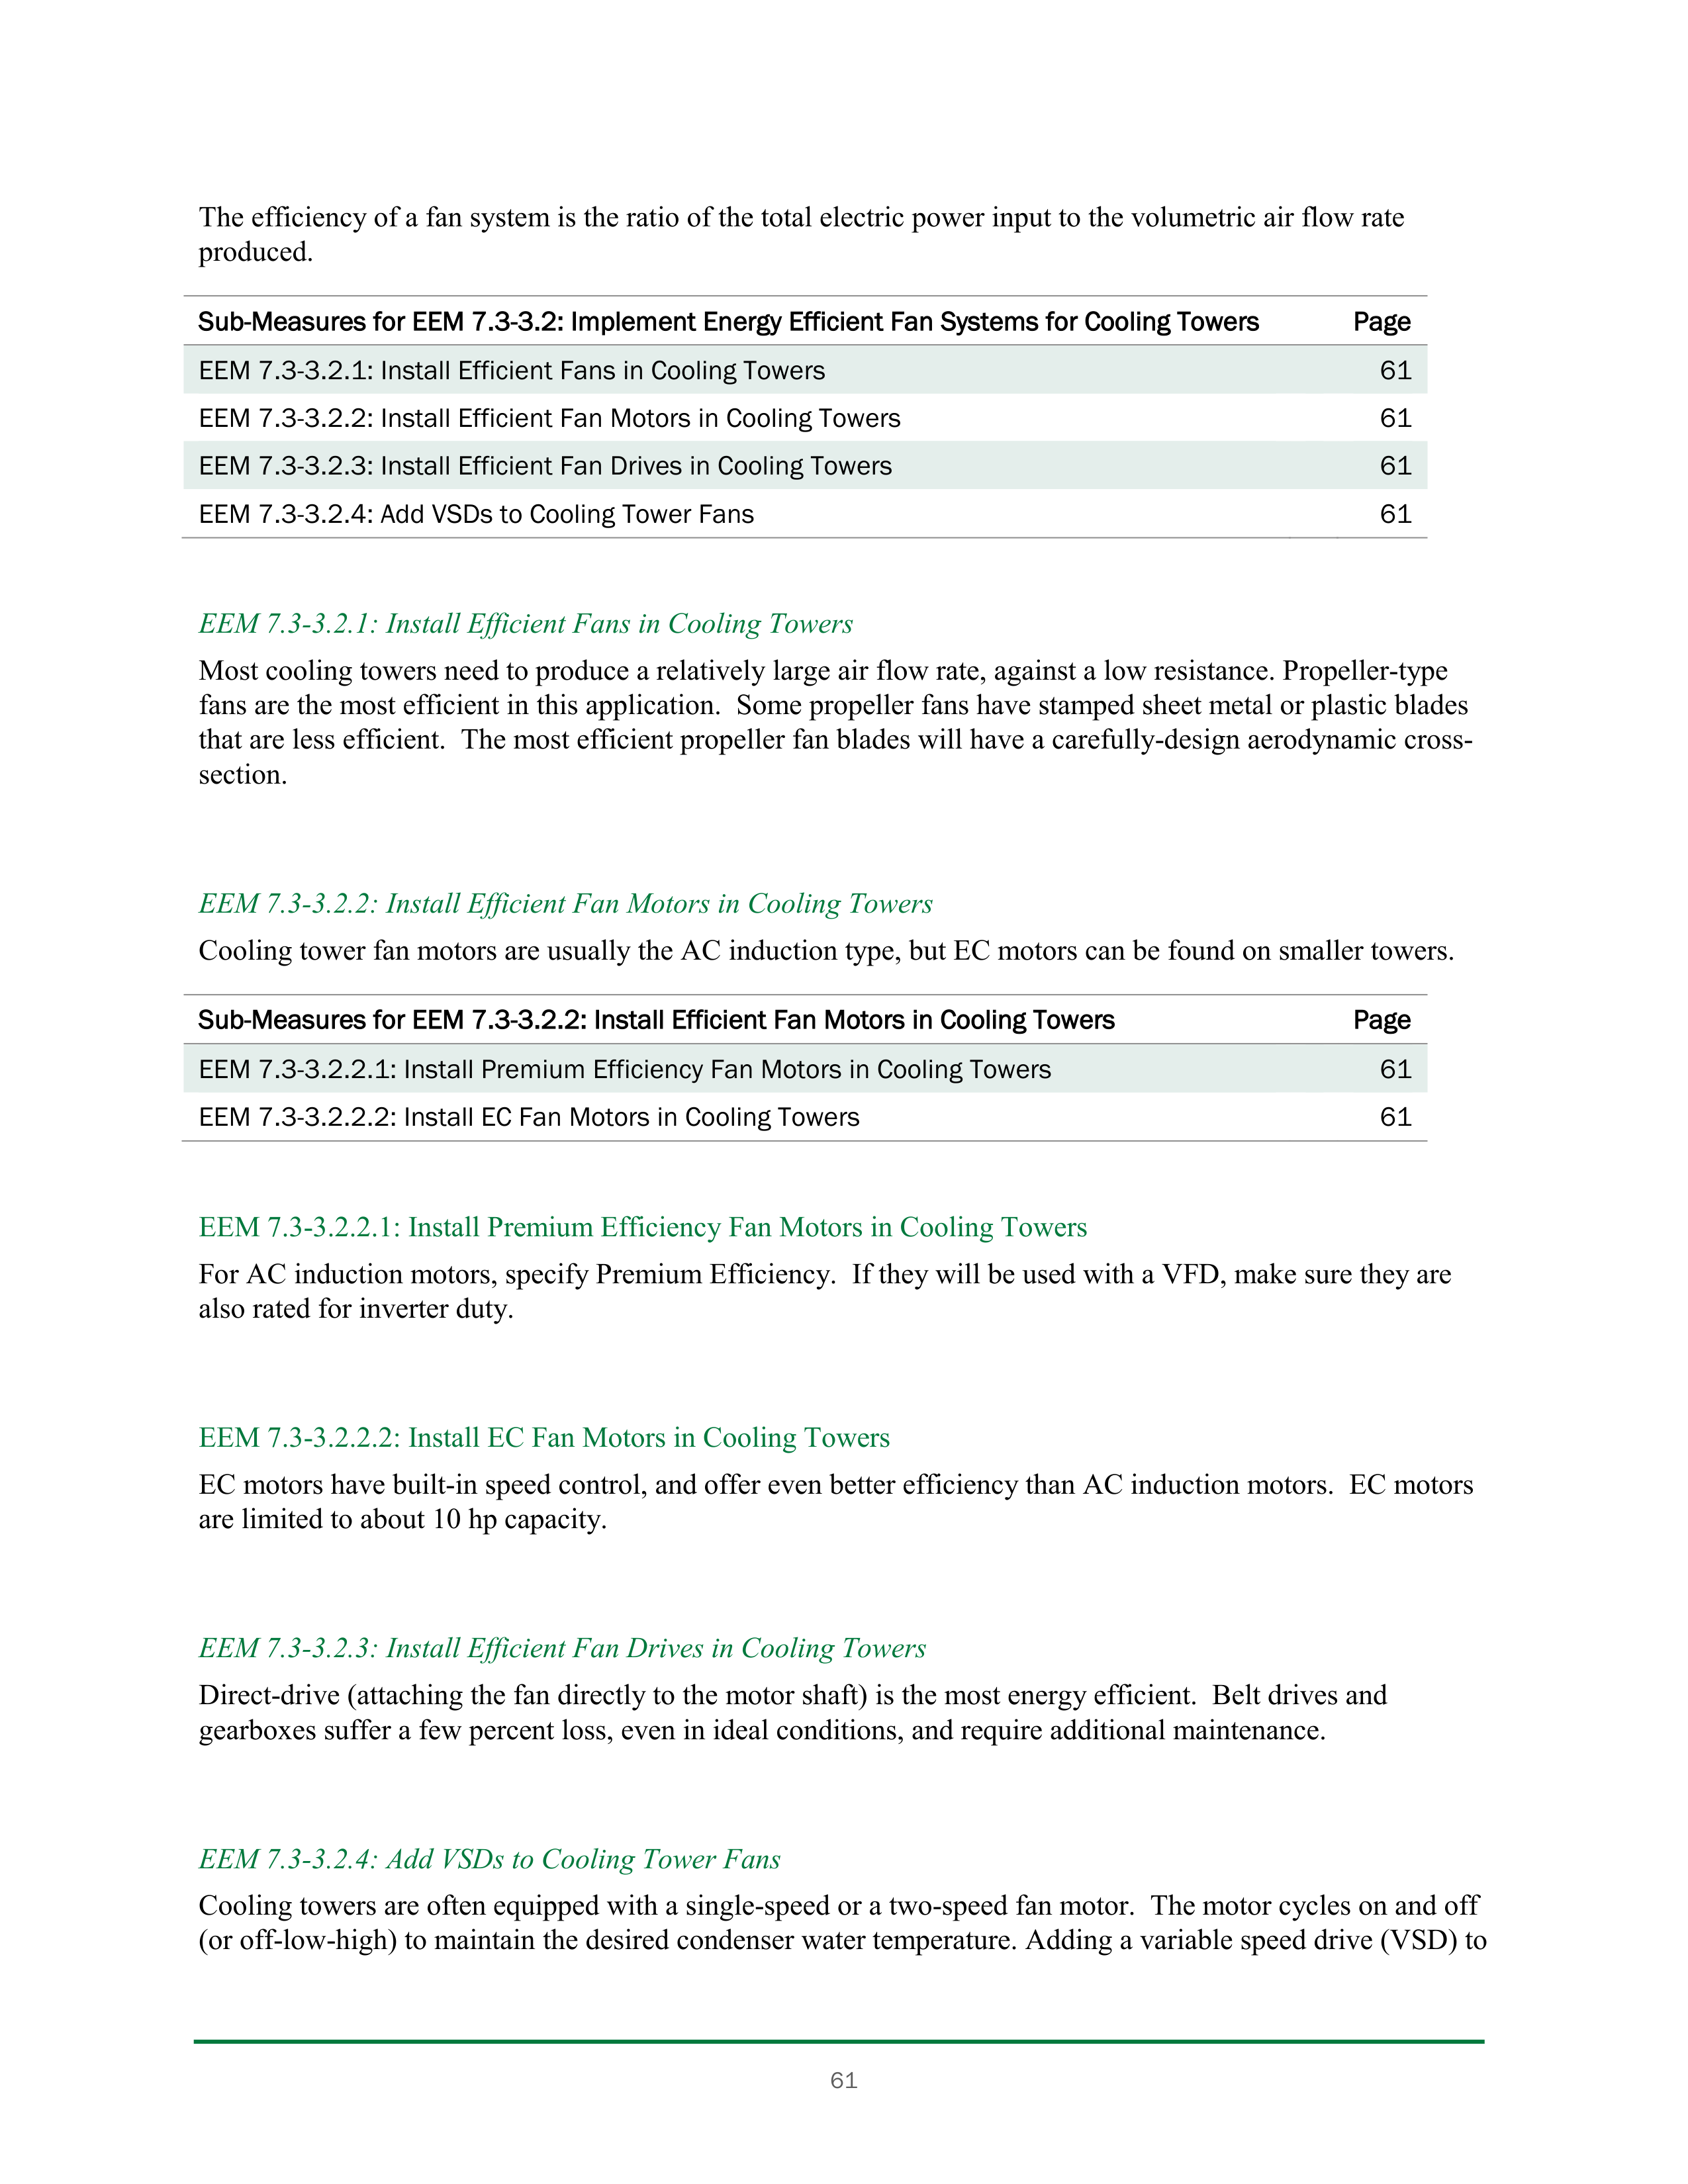 The efficiency of a fan system is the ratio of the total electric power input to the volumetric air flow rate
produced.
Sub-Measures for EEM 7.3-3.2: Implement Energy Efficient Fan Systems for Cooling Towers Page
EEM 7.3-3.2.1: Install Efficient Fans in Cooling Towers 61
EEM 7.3-3.2.2: Install Efficient Fan Motors in Cooling Towers 61
EEM 7.3-3.2.3: Install Efficient Fan Drives in Cooling Towers 61
EEM 7.3-3.2.4: Add VSDs to Cooling Tower Fans 61
EEM 7.3-3.2.1: Install Efficient Fans in Cooling Towers
Most cooling towers need to produce a relatively large air flow rate, against a low resistance. Propeller-type
fans are the most efficient in this application.  Some propeller fans have stamped sheet metal or plastic blades
that are less efficient.  The most efficient propeller fan blades will have a carefully-design aerodynamic cross-
section.
EEM 7.3-3.2.2: Install Efficient Fan Motors in Cooling Towers
Cooling tower fan motors are usually the AC induction type, but EC motors can be found on smaller towers.
Sub-Measures for EEM 7.3-3.2.2: Install Efficient Fan Motors in Cooling Towers Page
EEM 7.3-3.2.2.1: Install Premium Efficiency Fan Motors in Cooling Towers 61
EEM 7.3-3.2.2.2: Install EC Fan Motors in Cooling Towers 61
EEM 7.3-3.2.2.1: Install Premium Efficiency Fan Motors in Cooling Towers
For AC induction motors, specify Premium Efficiency.  If they will be used with a VFD, make sure they are
also rated for inverter duty.
EEM 7.3-3.2.2.2: Install EC Fan Motors in Cooling Towers
EC motors have built-in speed control, and offer even better efficiency than AC induction motors.  EC motors
are limited to about 10 hp capacity.
EEM 7.3-3.2.3: Install Efficient Fan Drives in Cooling Towers
Direct-drive (attaching the fan directly to the motor shaft) is the most energy efficient.  Belt drives and
gearboxes suffer a few percent loss, even in ideal conditions, and require additional maintenance.
EEM 7.3-3.2.4: Add VSDs to Cooling Tower Fans
Cooling towers are often equipped with a single-speed or a two-speed fan motor.  The motor cycles on and off
(or off-low-high) to maintain the desired condenser water temperature. Adding a variable speed drive (VSD) to
61